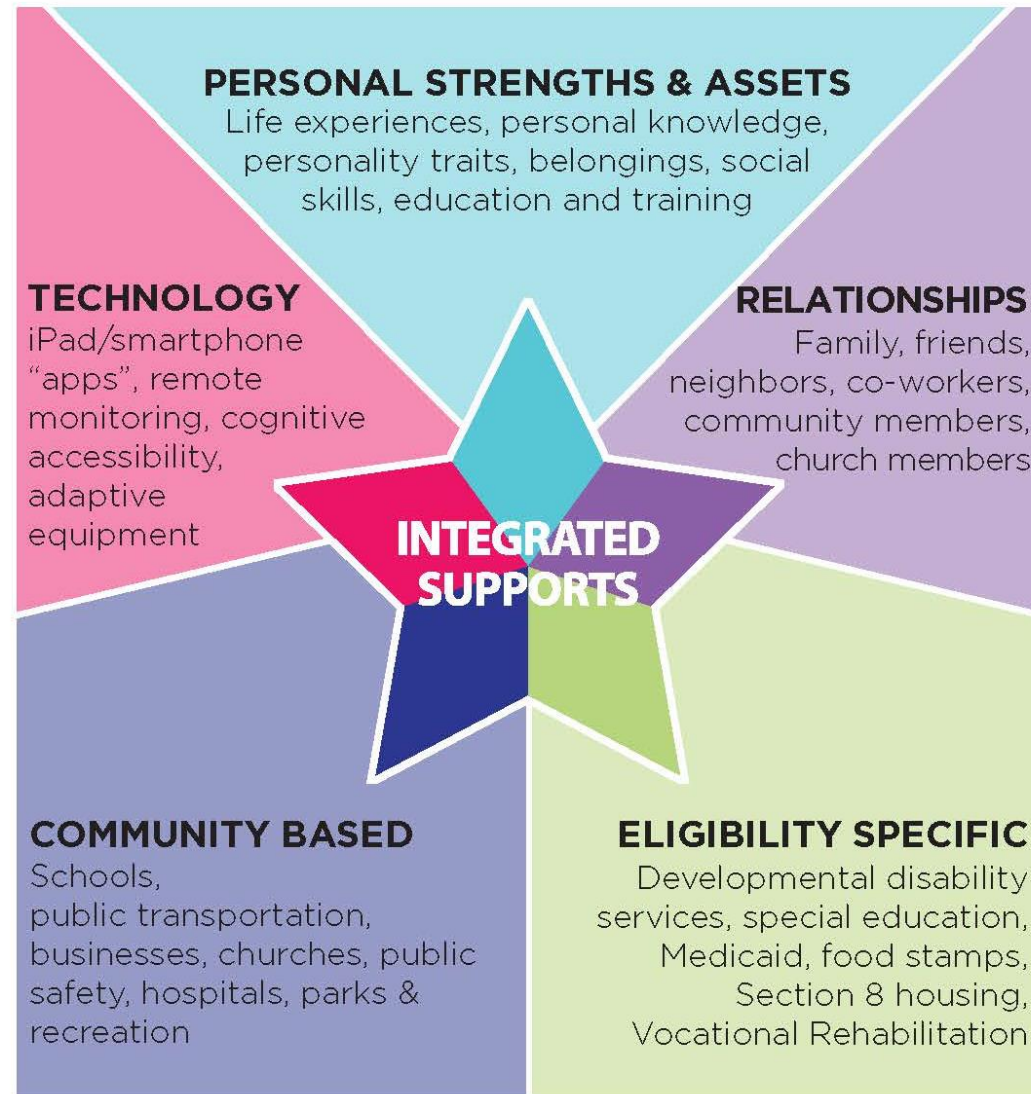 PERSONAL STRENGTHS & ASSETS
Life experiences, personal knowledge,
personality traits, belongings, social
skills, education and training
TECHNOLOGY
iPad/smartphone
“apps”, remote
monitoring, cognitive
accessibility,
adaptive
equipment
RELATIONSHIPS
Family, friends,
neighbors, co-workers,
community members,
church members
INTEGRATED
SUPPORTS
COMMUNITY BASED
Schools,
public transportation,
businesses, churches, public
safety, hospitals, parks &
recreation
ELIGIBILITY SPECIFIC
Developmental disability
services, special education,
Medicaid, food stamps,
Section 8 housing,
Vocational Rehabilitation